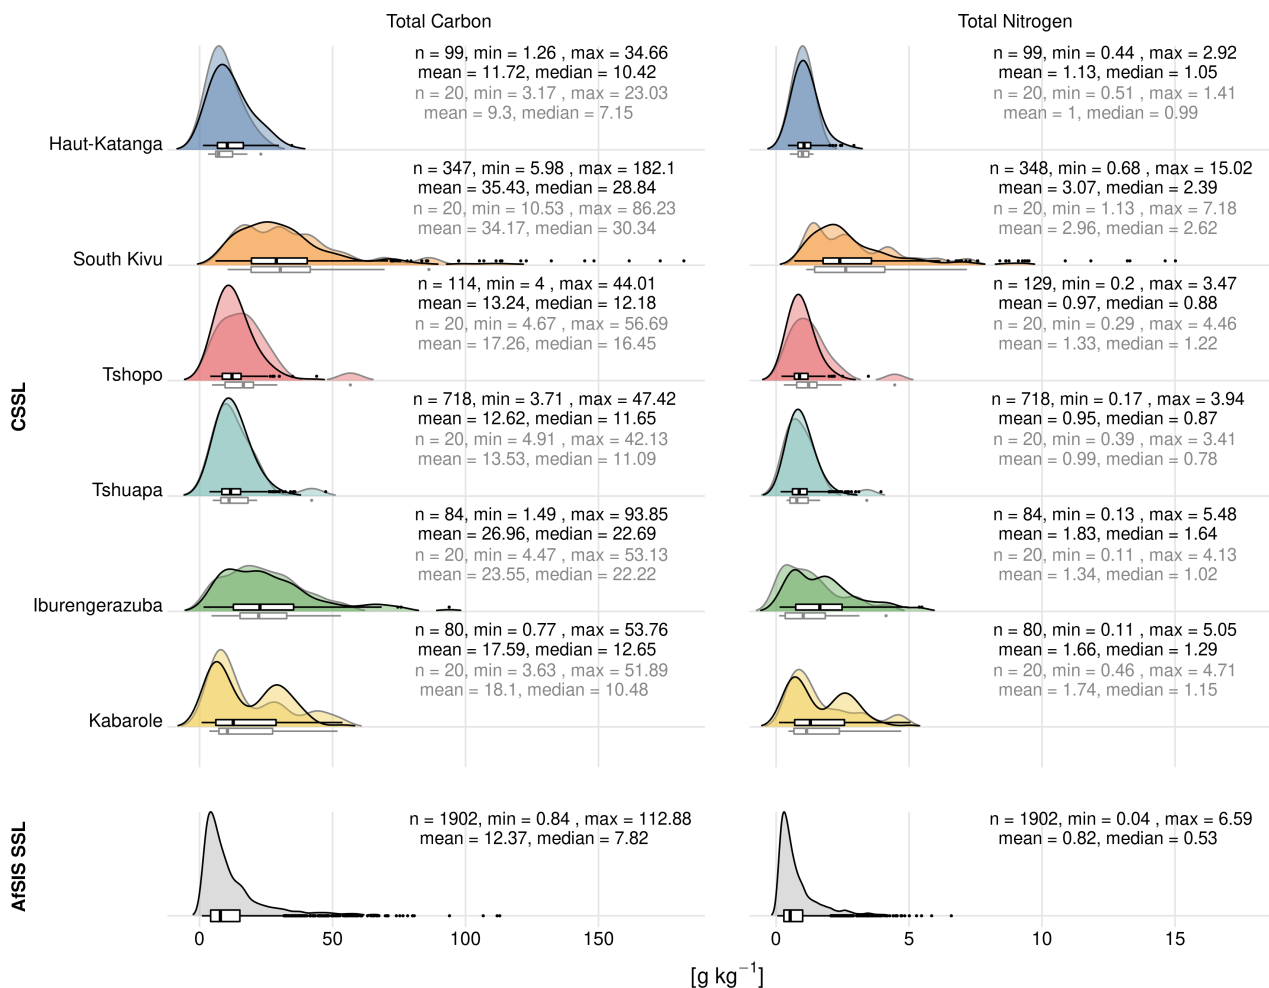 Total Carbon
Total Nitrogen
n = 99, min = 1.26 , max = 34.66
mean = 11.72, median = 10.42
n = 20, min = 3.17 , max = 23.03
mean = 9.3, median = 7.15
n = 99, min = 0.44 , max = 2.92
mean = 1.13, median = 1.05
n = 20, min = 0.51 , max = 1.41
mean = 1, median = 0.99
Haut-Katanga
n = 347, min = 5.98 , max = 182.1
mean = 35.43, median = 28.84
n = 20, min = 10.53 , max = 86.23
mean = 34.17, median = 30.34
n = 348, min = 0.68 , max = 15.02
mean = 3.07, median = 2.39
n = 20, min = 1.13 , max = 7.18
mean = 2.96, median = 2.62
South Kivu
n = 114, min = 4 , max = 44.01
mean = 13.24, median = 12.18
n = 20, min = 4.67 , max = 56.69
mean = 17.26, median = 16.45
n = 129, min = 0.2 , max = 3.47
mean = 0.97, median = 0.88
n = 20, min = 0.29 , max = 4.46
mean = 1.33, median = 1.22
Tshopo
CSSL
n = 718, min = 3.71 , max = 47.42
mean = 12.62, median = 11.65
n = 20, min = 4.91 , max = 42.13
mean = 13.53, median = 11.09
n = 718, min = 0.17 , max = 3.94
mean = 0.95, median = 0.87
n = 20, min = 0.39 , max = 3.41
mean = 0.99, median = 0.78
Tshuapa
n = 84, min = 1.49 , max = 93.85
mean = 26.96, median = 22.69
n = 20, min = 4.47 , max = 53.13
mean = 23.55, median = 22.22
n = 84, min = 0.13 , max = 5.48
mean = 1.83, median = 1.64
n = 20, min = 0.11 , max = 4.13
mean = 1.34, median = 1.02
Iburengerazuba
n = 80, min = 0.77 , max = 53.76
mean = 17.59, median = 12.65
n = 20, min = 3.63 , max = 51.89
mean = 18.1, median = 10.48
n = 80, min = 0.11 , max = 5.05
mean = 1.66, median = 1.29
n = 20, min = 0.46 , max = 4.71
mean = 1.74, median = 1.15
Kabarole
AfSIS SSL
n = 1902, min = 0.84 , max = 112.88
mean = 12.37, median = 7.82
n = 1902, min = 0.04 , max = 6.59
mean = 0.82, median = 0.53
0 50 100 150
0 5 10 15
[g kg⁻¹]